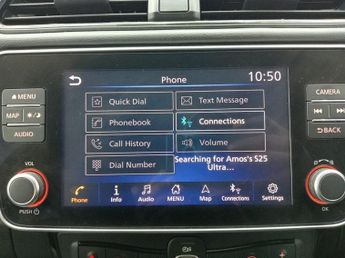 Phone
10:50
MENU
CAMERA
Quick Dial
Text Message
MAP
Phonebook
Connections
BACK
AUDIO
Call History
Volume
Dial Number
Searching for Amos's S25
Ultra...
VOL
PUSH
OK
Phone
Info
Audio
MENU
Map
Connections
Settings